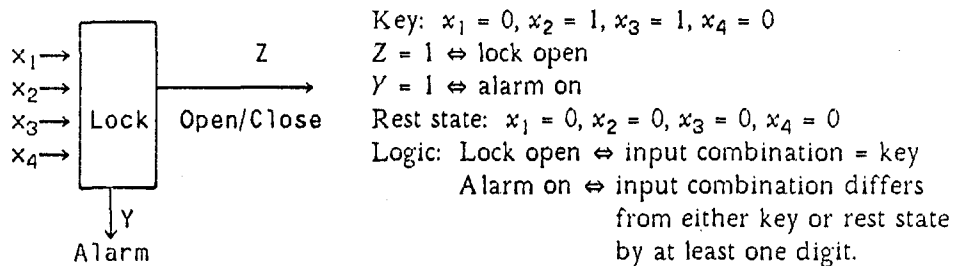 Key: x₁ = 0, x₂ = 1, x₃ = 1, x₄ = 0
Z = 1 ⇔ lock open
Y = 1 ⇔ alarm on
Rest state: x₁ = 0, x₂ = 0, x₃ = 0, x₄ = 0
Logic: Lock open ⇔ input combination = key
Alarm on ⇔ input combination differs
from either key or rest state
by at least one digit.
x₁→
x₂→
x₃→
x₄→
Lock
Z
Open/Close
Y
Alarm